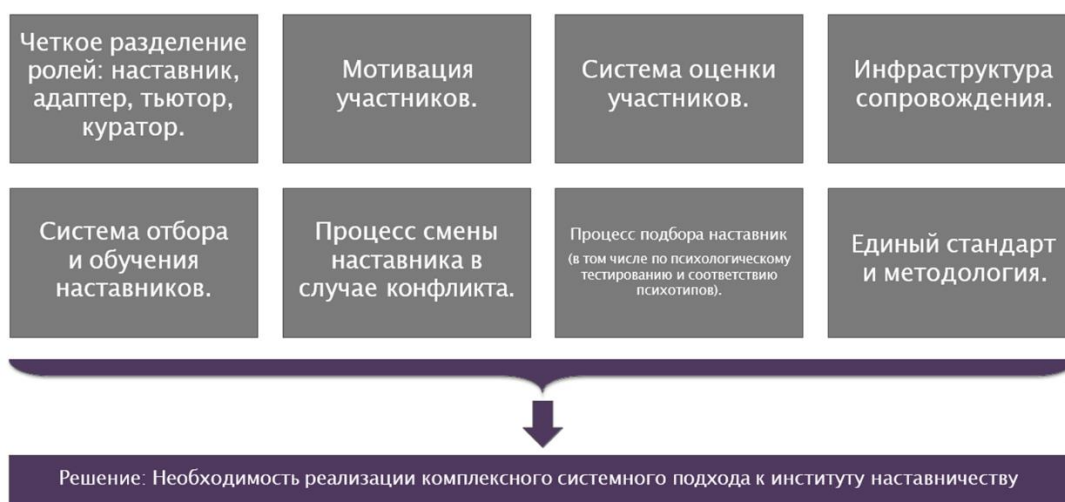 Четкое разделение
ролей: наставник,
адаптер, тьютор,
куратор.
Мотивация
участников.
Система оценки
участников.
Инфраструктура
сопровождения.
Система отбора
и обучения
наставников.
Процесс смены
наставника в
случае конфликта.
Процесс подбора наставник
(в том числе по психологическому
тестированию и соответствию
психотипов).
Единый стандарт
и методология.
Решение: Необходимость реализации комплексного системного подхода к институту наставничеству